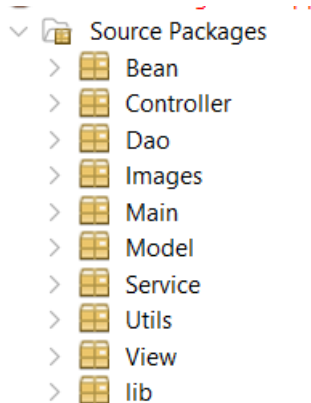 Source Packages
Bean
Controller
Dao
Images
Main
Model
Service
Utils
View
lib